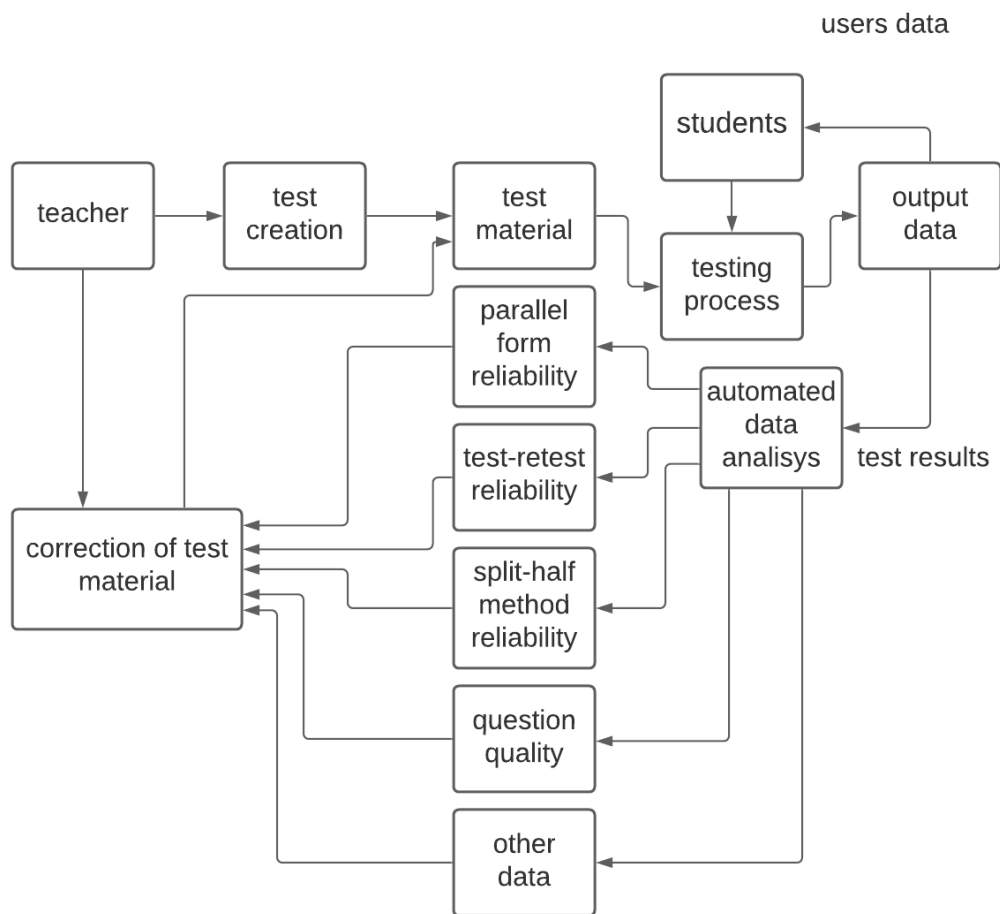 users data
students
teacher
test
creation
test
material
output
data
testing
process
parallel
form
reliability
automated
data
analisys
test results
test-retest
reliability
correction of test
material
split-half
method
reliability
question
quality
other
data